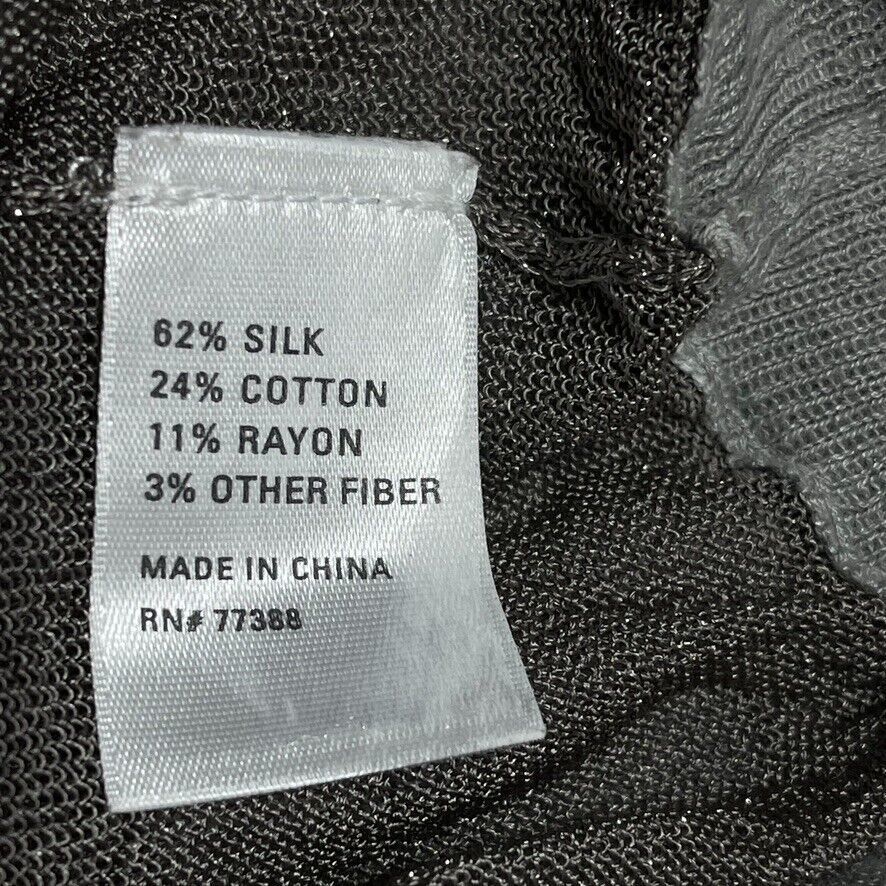 62% SILK
24% COTTON
11% RAYON
3% OTHER FIBER
MADE IN CHINA
RN# 77388